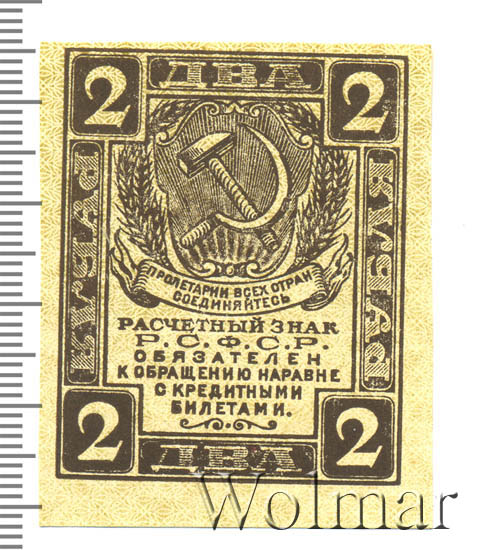 2 ДВА 2
РУБЛЯ
РУБЛЯ
ПРОЛЕТАРИИ ВСЕХ СТРАН
СОЕДИНЯЙТЕСЬ
РАСЧЕТНЫЙ ЗНАК
Р.С.Ф.С.Р.
ОБЯЗАТЕЛЕН
К ОБРАЩЕНИЮ НАРАВНЕ
С КРЕДИТНЫМИ
БИЛЕТАМИ.
2 ДВА 2
Wolmar